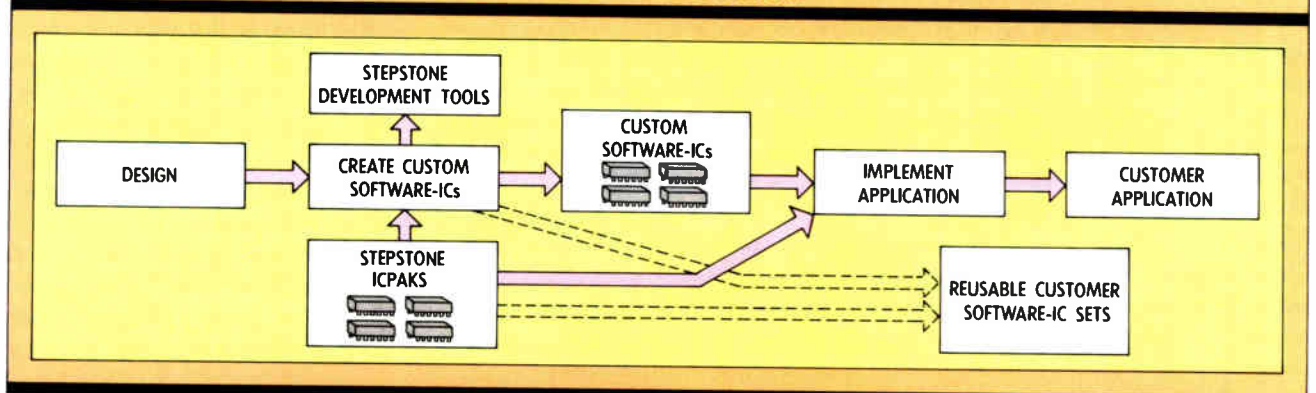 STEPSTONE
DEVELOPMENT TOOLS
DESIGN
CREATE CUSTOM
SOFTWARE-ICs
CUSTOM
SOFTWARE-ICs
IMPLEMENT
APPLICATION
CUSTOMER
APPLICATION
STEPSTONE
ICPAKS
REUSABLE CUSTOMER
SOFTWARE-IC SETS